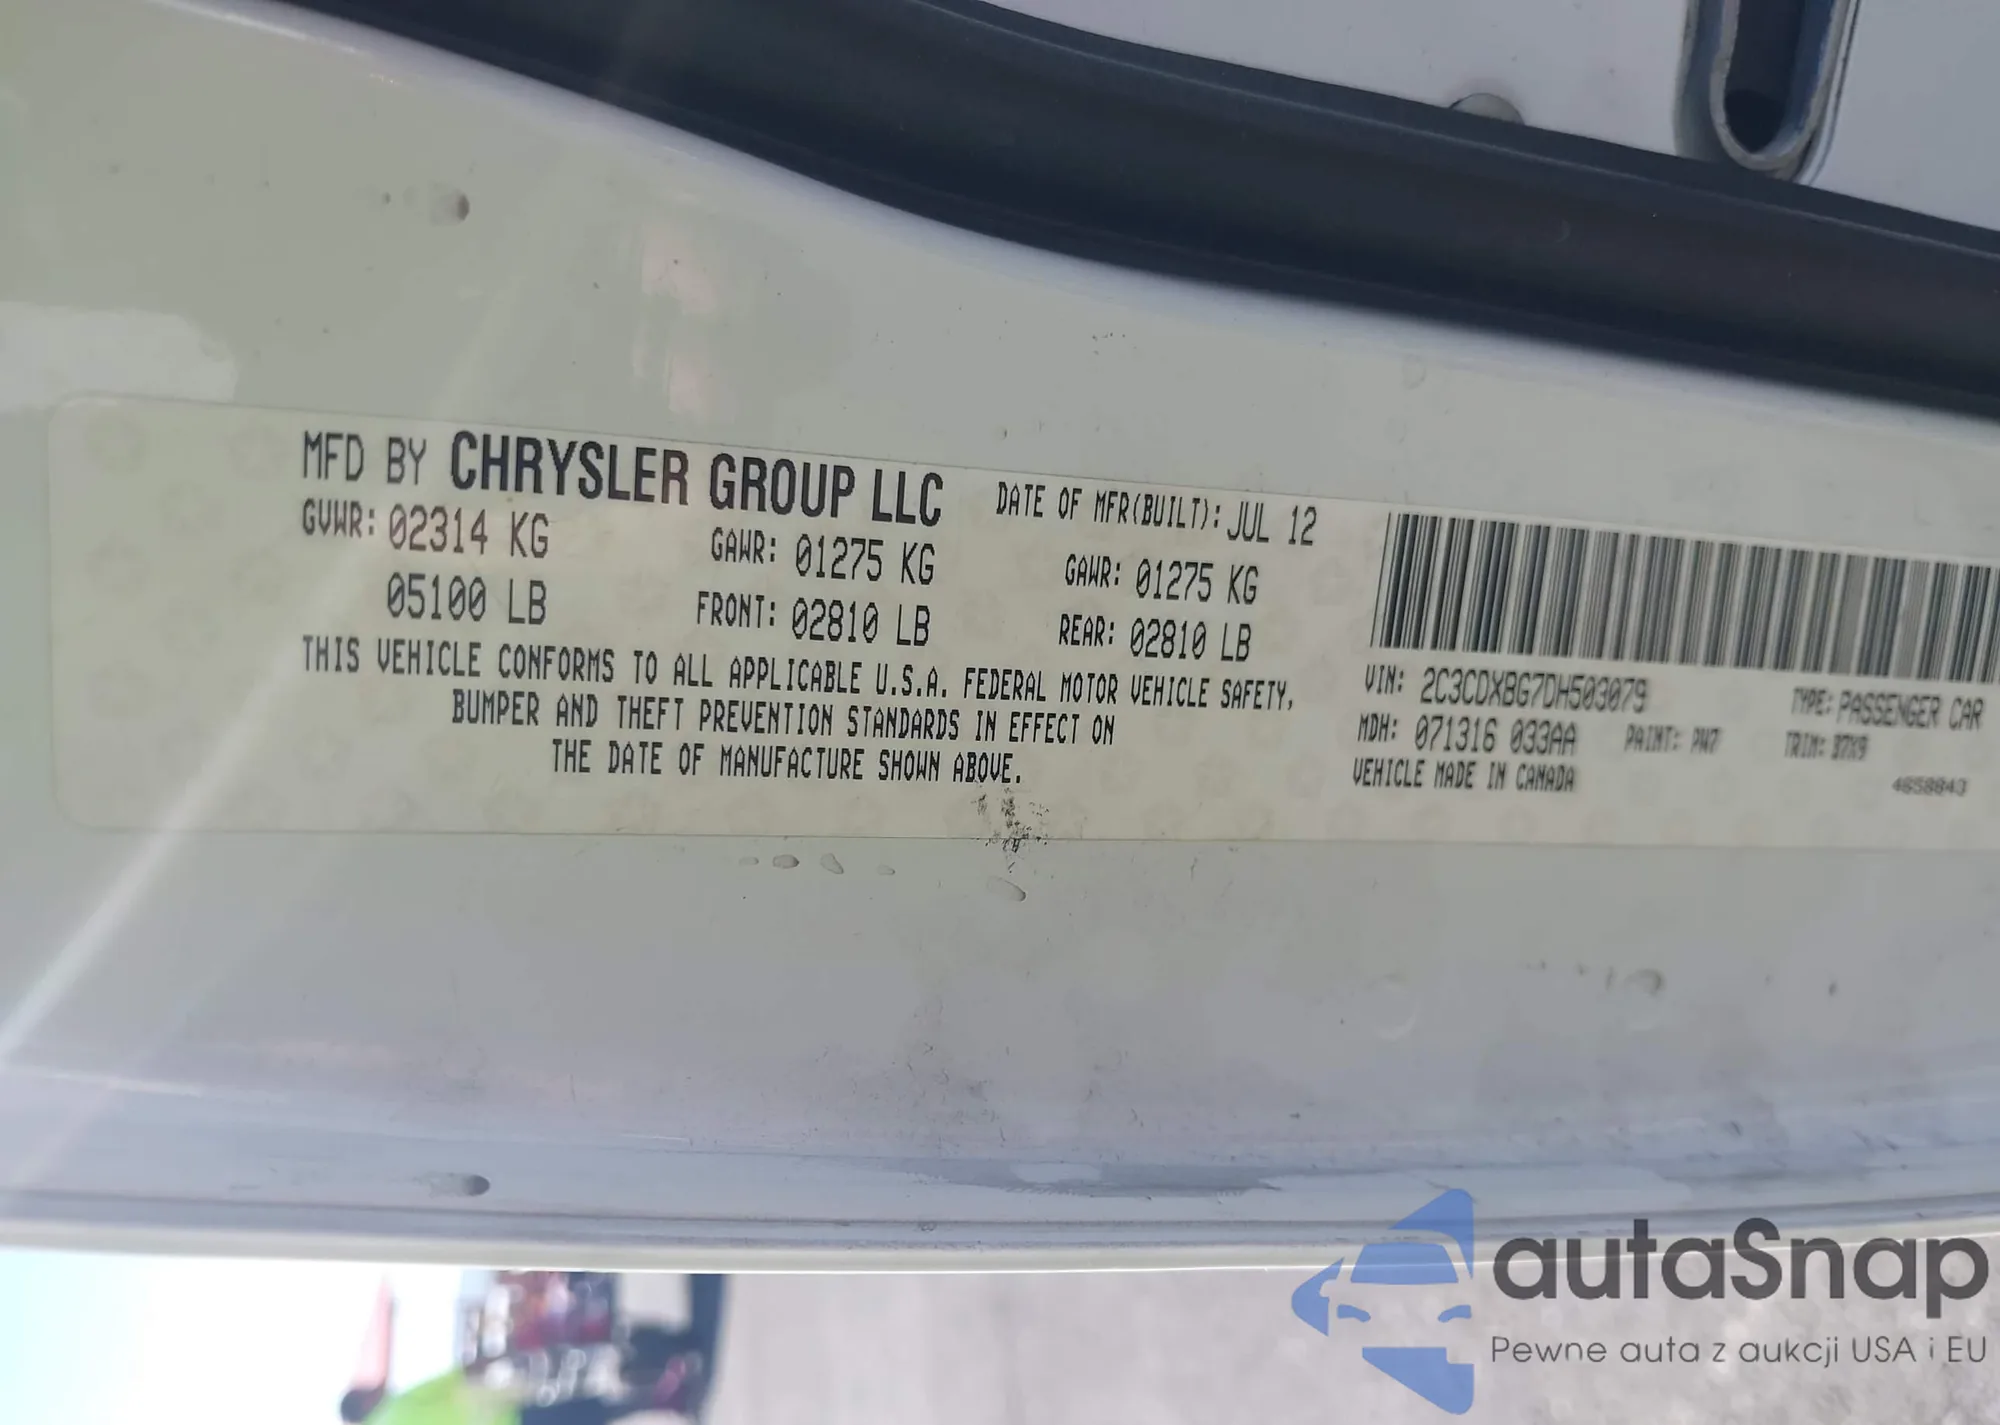 MFD BY CHRYSLER GROUP LLC DATE OF MFR(BUILT): JUL 12
GVWR: 02314 KG GAWR: 01275 KG GAWR: 01275 KG
05100 LB FRONT: 02810 LB REAR: 02810 LB
THIS VEHICLE CONFORMS TO ALL APPLICABLE U.S.A. FEDERAL MOTOR VEHICLE SAFETY,
BUMPER AND THEFT PREVENTION STANDARDS IN EFFECT ON
THE DATE OF MANUFACTURE SHOWN ABOVE.
VIN: 2C3CDXBG7DH503079 TYPE: PASSENGER CAR
MDH: 071316 033AA PAINT: PW7 TRIM: B7X9
VEHICLE MADE IN CANADA 4658843
autaSnap
Pewne auta z aukcji USA i EU